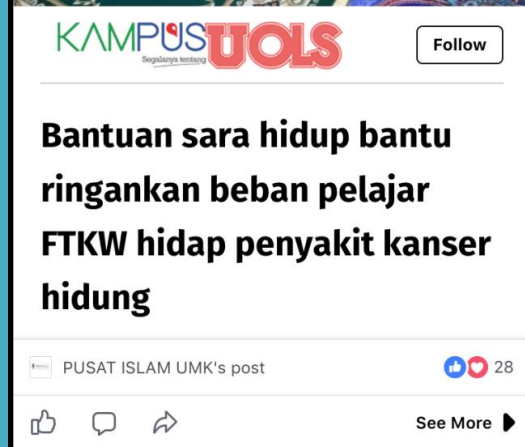 KAMPUS UOLS
Segalanya tentang
Follow
Bantuan sara hidup bantu
ringankan beban pelajar
FTKW hidap penyakit kanser
hidung
PUSAT ISLAM UMK's post
28
See More